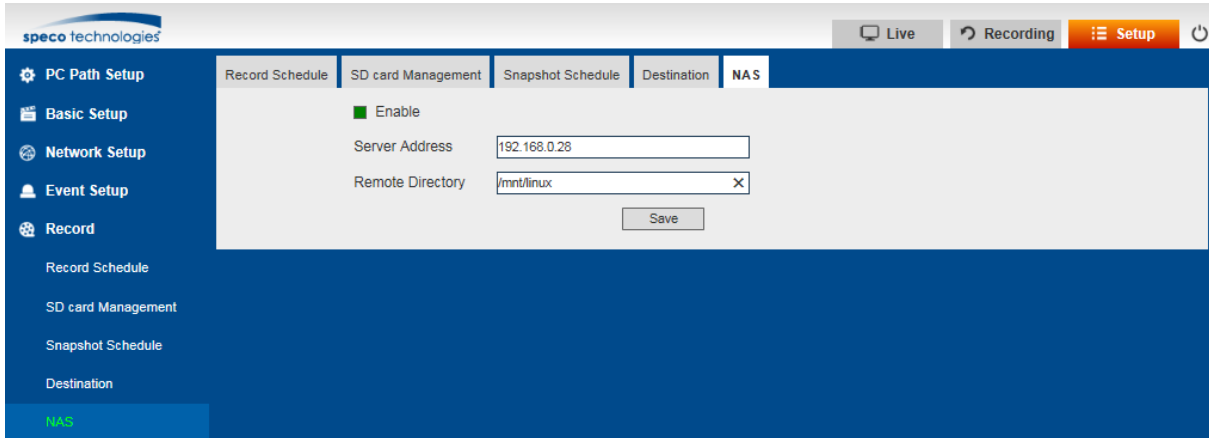 speco technologies
Live
Recording
Setup
PC Path Setup
Basic Setup
Network Setup
Event Setup
Record
Record Schedule
SD card Management
Snapshot Schedule
Destination
NAS
Record Schedule
SD card Management
Snapshot Schedule
Destination
NAS
Enable
Server Address
192.168.0.28
Remote Directory
/mnt/linux
Save